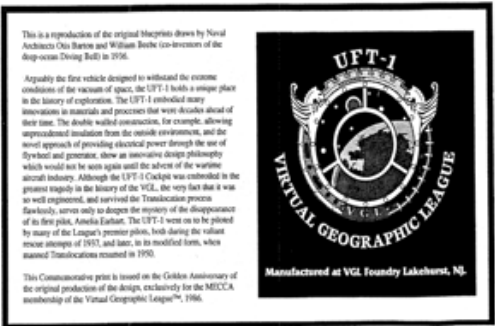 This is a reproduction of the original blueprints drawn by Naval
Architects Otis Barton and William Beebe (co-inventors of the
deep-ocean Diving Bell) in 1936.
Arguably the first vehicle designed to withstand the extreme
conditions of the vacuum of space, the UFT-1 holds a unique place
in the history of exploration. The UFT-1 embodied many
innovations in materials and processes that were decades ahead of
their time. The double walled construction, for example, allowing
unprecedented insulation from the outside environment, and the
novel approach of providing electrical power through the use of
flywheel and generator, show an innovative design philosophy
which would not be seen again until the advent of the wartime
aircraft industry. Although the UFT-1 Cockpit was embroiled in the
greatest tragedy in the history of the VGL, the very fact that it was
so well engineered, and survived the Translocation process
flawlessly, serves only to deepen the mystery of the disappearance
of its first pilot, Amelia Earhart. The UFT-1 went on to be piloted
by many of the League's premier pilots, both during the valiant
rescue attempts of 1937, and later, in its modified form, when
manned Translocations resumed in 1950.
This Commemorative print is issued on the Golden Anniversary of
the original production of the design, exclusively for the MECCA
membership of the Virtual Geographic League™, 1986.
UFT-1
VGL
VIRTUAL GEOGRAPHIC LEAGUE
Manufactured at VGL Foundry Lakehurst, NJ.